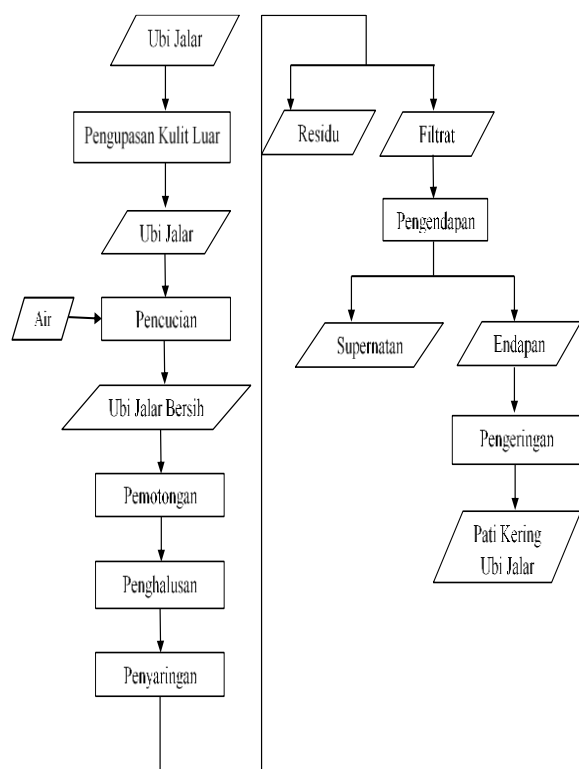 Ubi Jalar
Pengupasan Kulit Luar
Ubi Jalar
Air
Pencucian
Ubi Jalar Bersih
Pemotongan
Penghalusan
Penyaringan
Residu
Filtrat
Pengendapan
Supernatan
Endapan
Pengeringan
Pati Kering
Ubi Jalar